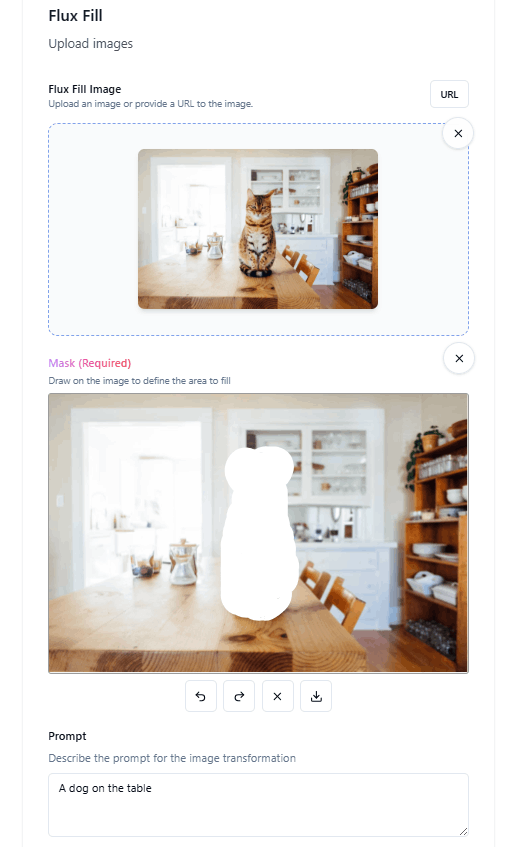 Flux Fill
Upload images
Flux Fill Image
Upload an image or provide a URL to the image.
URL
Mask (Required)
Draw on the image to define the area to fill
Prompt
Describe the prompt for the image transformation
A dog on the table